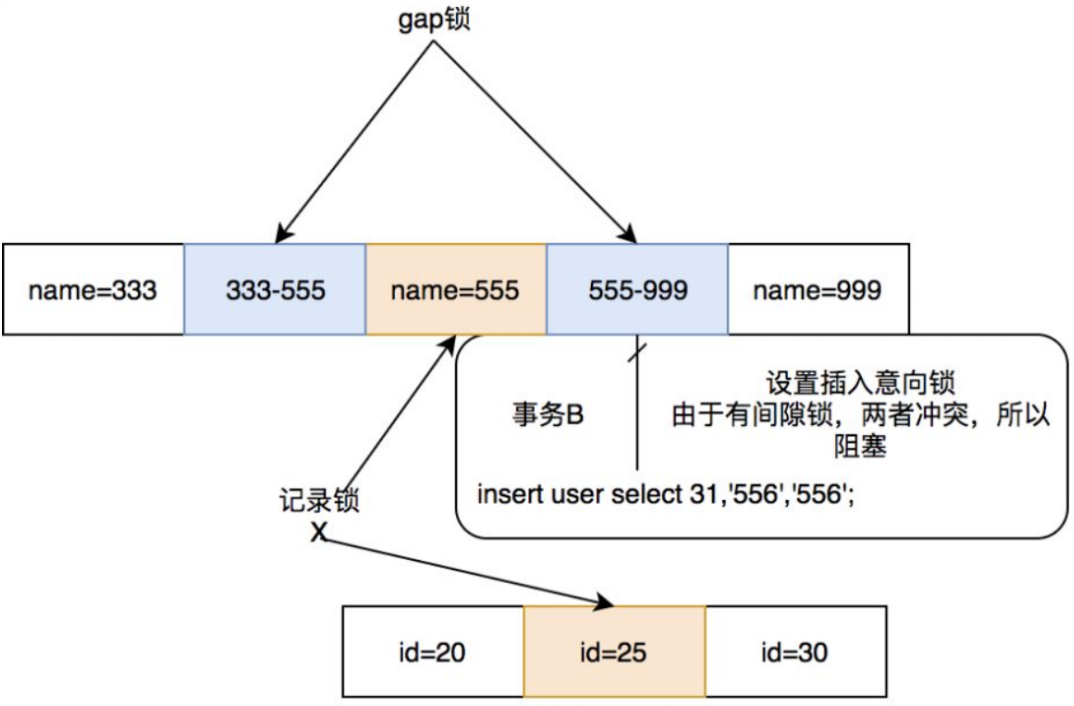 gap锁
name=333
333-555
name=555
555-999
name=999
事务B
设置插入意向锁
由于有间隙锁，两者冲突，所以
阻塞
insert user select 31,'556','556';
记录锁
X
id=20
id=25
id=30